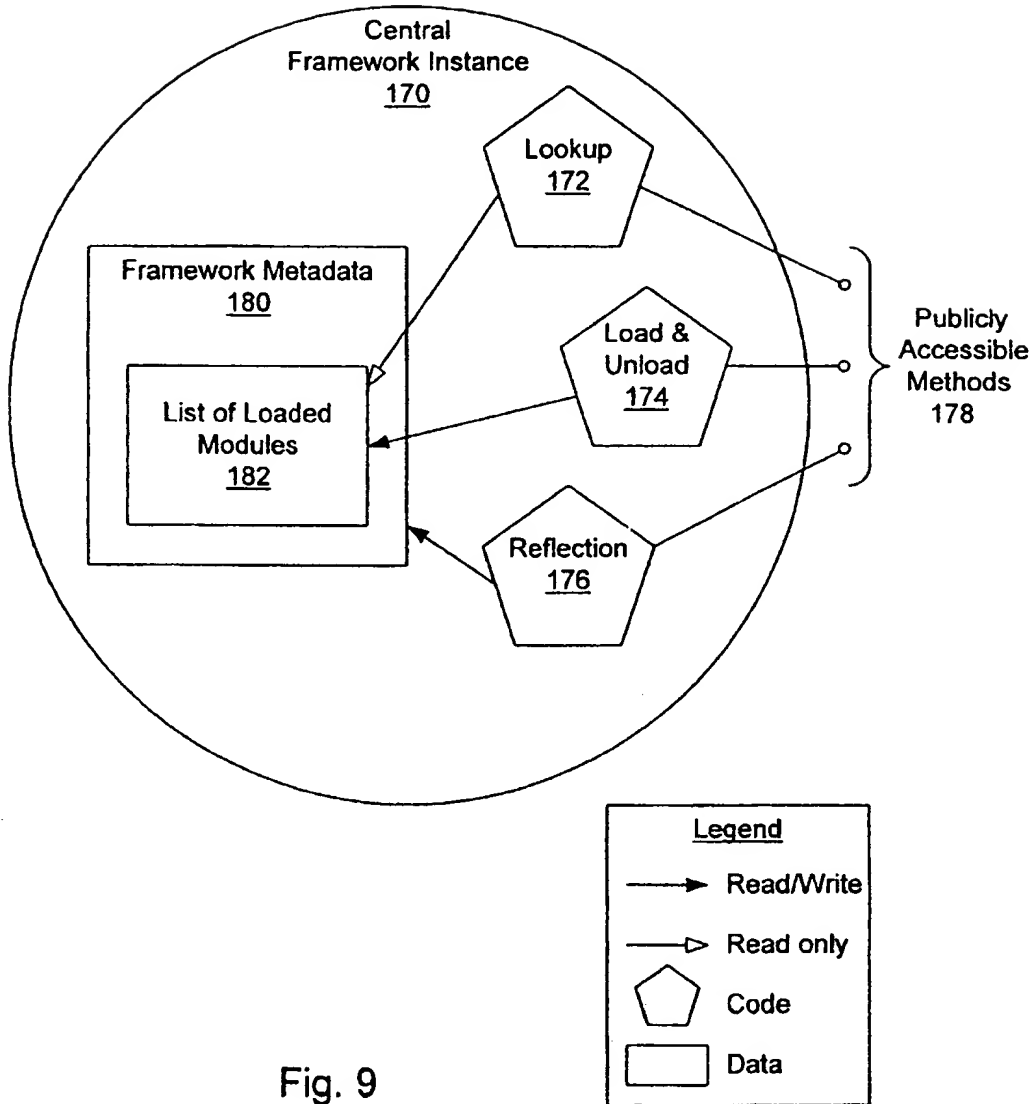 Central
Framework Instance
170
Lookup
172
Framework Metadata
180
Load &
Unload
174
Publicly
Accessible
Methods
178
List of Loaded
Modules
182
Reflection
176
Legend
Read/Write
Read only
Code
Data
Fig. 9